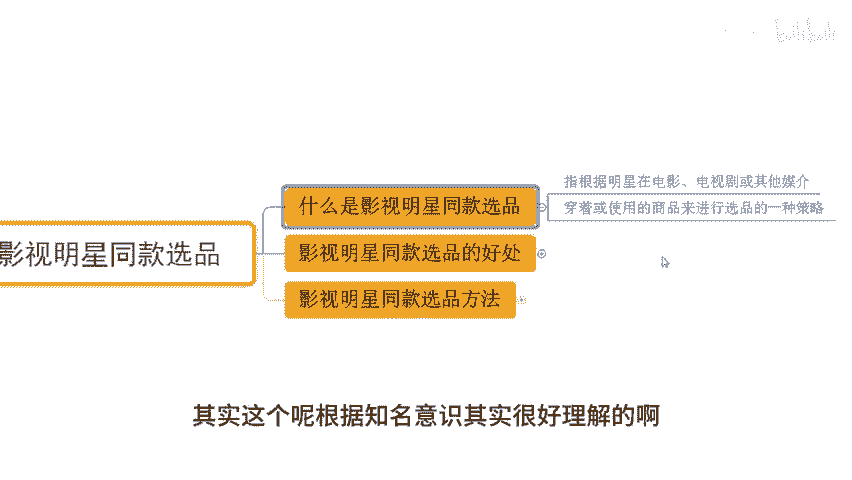 bilibili
指根据明星在电影、电视剧或其他媒介
什么是影视明星同款选品
穿着或使用的商品来进行选品的一种策略
影视明星同款选品
影视明星同款选品的好处
影视明星同款选品方法
其实这个呢根据知名意识其实很好理解的啊